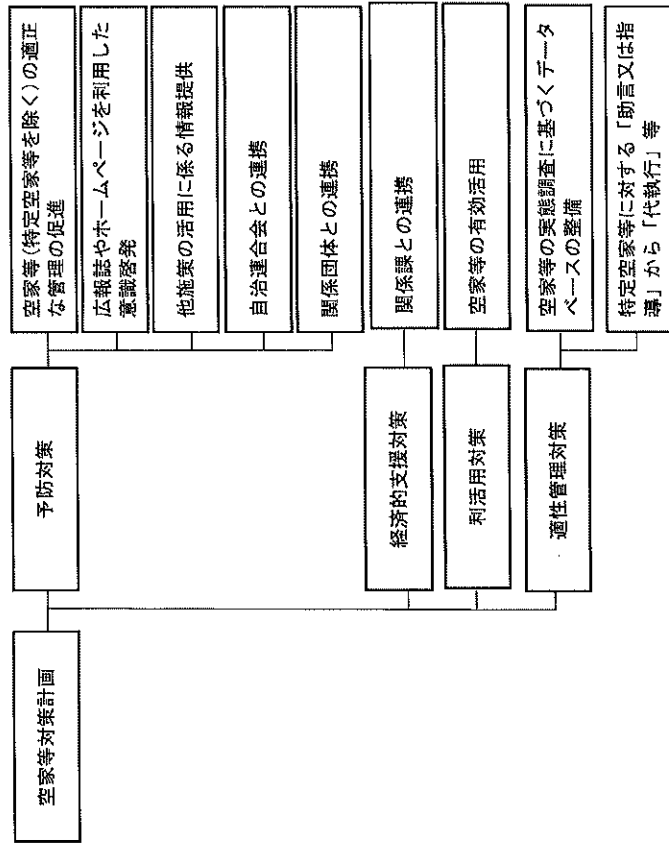 空家等対策計画
予防対策
空家等(特定空家等を除く)の適正
な管理の促進
広報誌やホームページを利用した
意識啓発
他施策の活用に係る情報提供
自治連合会との連携
関係団体との連携
経済的支援対策
関係課との連携
利活用対策
空家等の有効活用
適性管理対策
空家等の実態調査に基づくデータ
ベースの整備
特定空家等に対する「助言又は指
導」から「代執行」等